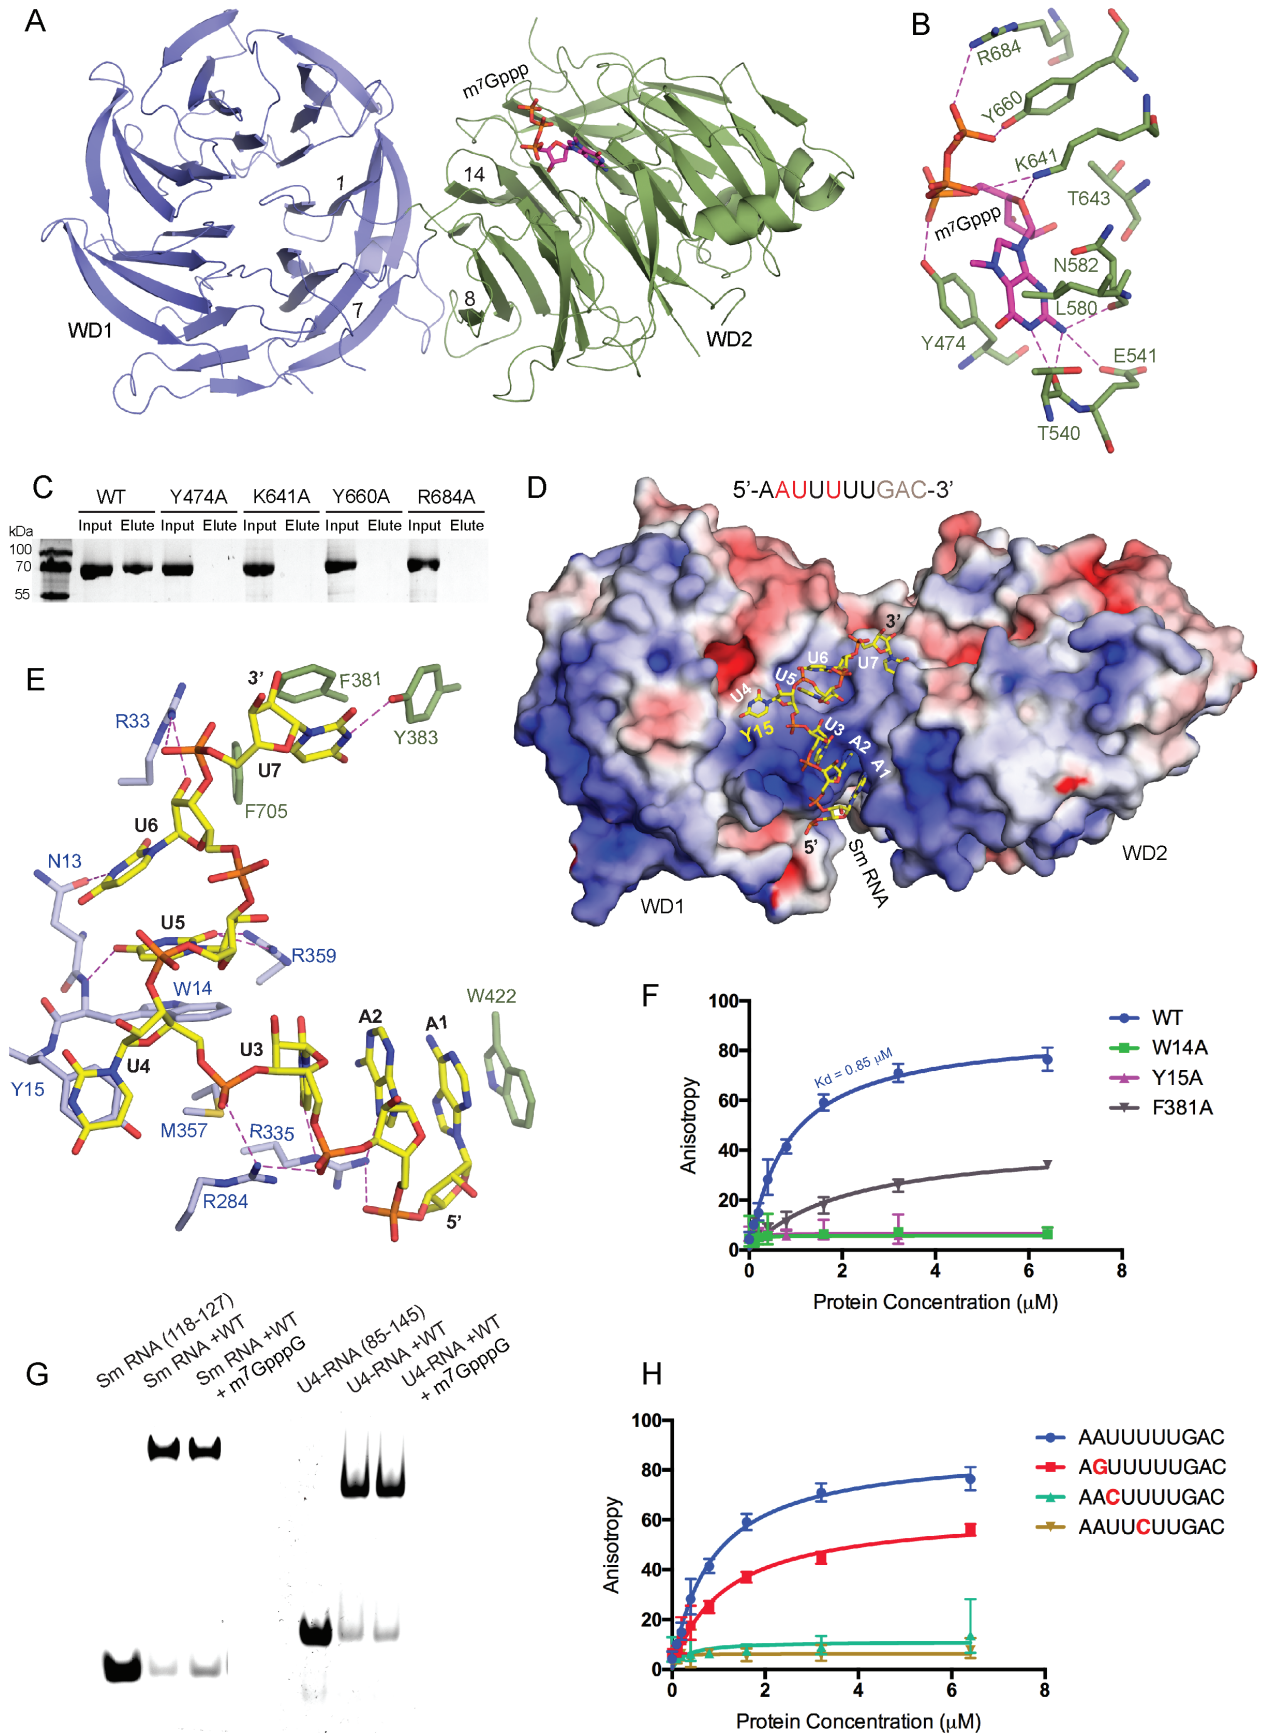 A
m⁷Gppp
14
1
8
7
WD1
WD2
B
R684
Y660
K641
T643
m⁷Gppp
N582
L580
Y474
E541
T540
C
WT Y474A K641A Y660A R684A
Input Elute Input Elute Input Elute Input Elute Input Elute
kDa
100
70
55
D
5’-AAUUUUUGAC-3’
3’
U6
U7
U5
U4
Y15
U3
A2
A1
5’
Sm RNA
WD1
WD2
E
3’
F381
R33
Y383
U7
F705
U6
N13
U5
R359
W14
W422
A2
A1
U3
U4
Y15
M357
R335
R284
5’
F
100
80
60
40
20
0
Anisotropy
Kd = 0.85 μM
0 2 4 6 8
Protein Concentration (μM)
WT
W14A
Y15A
F381A
G
Sm RNA (118-127)
Sm RNA +WT
Sm RNA +WT
+ m7GpppG
U4-RNA (85-145)
U4-RNA +WT
U4-RNA +WT
+ m7GpppG
H
100
80
60
40
20
0
Anisotropy
0 2 4 6 8
Protein Concentration (μM)
AAUUUUUGAC
AGUUUUUGAC
AACUUUUGAC
AAUUCUUGAC